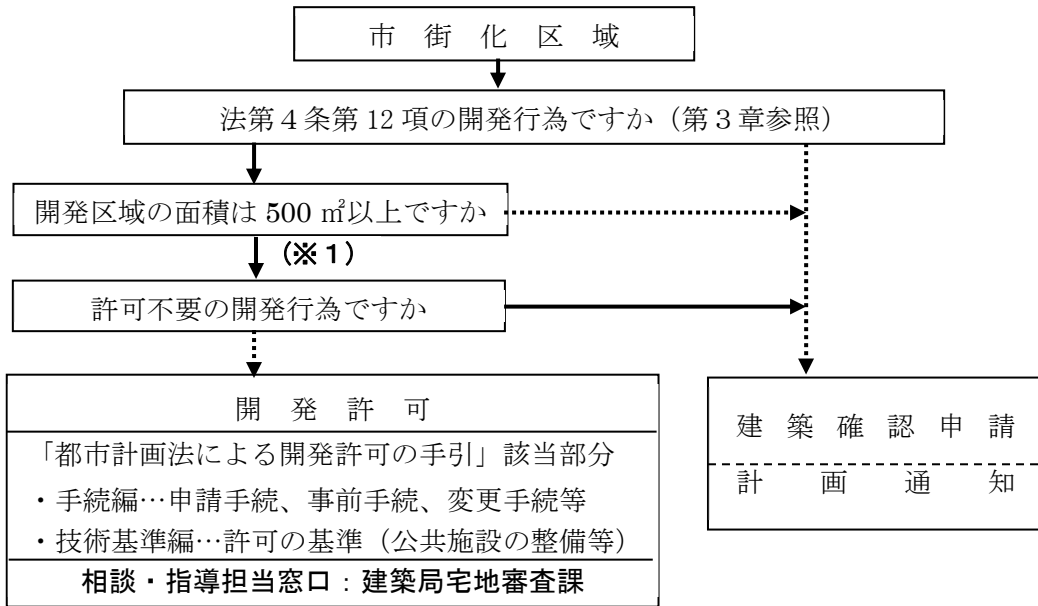 市 街 化 区 域
法第４条第 12 項の開発行為ですか（第３章参照）
開発区域の面積は 500 ㎡以上ですか
（※１）
許可不要の開発行為ですか
開 発 許 可
「都市計画法による開発許可の手引」該当部分
・手続編…申請手続、事前手続、変更手続等
・技術基準編…許可の基準（公共施設の整備等）
相談・指導担当窓口：建築局宅地審査課
建 築 確 認 申 請
計 画 通 知